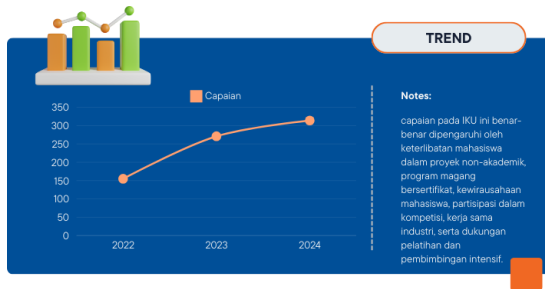 TREND
Capaian
350
300
250
200
150
100
50
0
2022
2023
2024
Notes:
capaian pada IKU ini benar-
benar dipengaruhi oleh
keterlibatan mahasiswa
dalam proyek non-akademik,
program magang
bersertifikat, kewirausahaan
mahasiswa, partisipasi dalam
kompetisi, kerja sama
industri, serta dukungan
pelatihan dan
pembimbingan intensif.